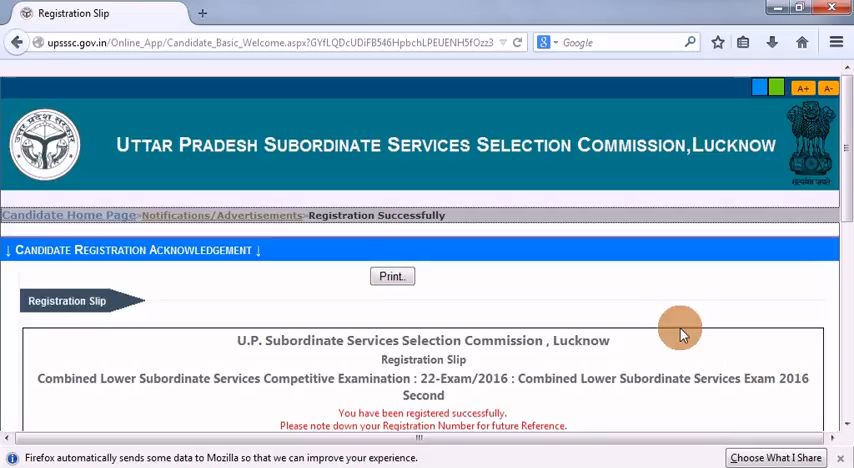 Registration Slip
upsssc.gov.in/Online_App/Candidate_Basic_Welcome.aspx?GYfLQDcUDiFB546HpbchLPEUENH5fOzz3
Google
A+ A-
UTTAR PRADESH SUBORDINATE SERVICES SELECTION COMMISSION,LUCKNOW
Candidate Home Page>Notifications/Advertisements>Registration Successfully
↓ CANDIDATE REGISTRATION ACKNOWLEDGEMENT ↓
Print..
Registration Slip
U.P. Subordinate Services Selection Commission , Lucknow
Registration Slip
Combined Lower Subordinate Services Competitive Examination : 22-Exam/2016 : Combined Lower Subordinate Services Exam 2016
Second
You have been registered successfully.
Please note down your Registration Number for future Reference.
Firefox automatically sends some data to Mozilla so that we can improve your experience.
Choose What I Share